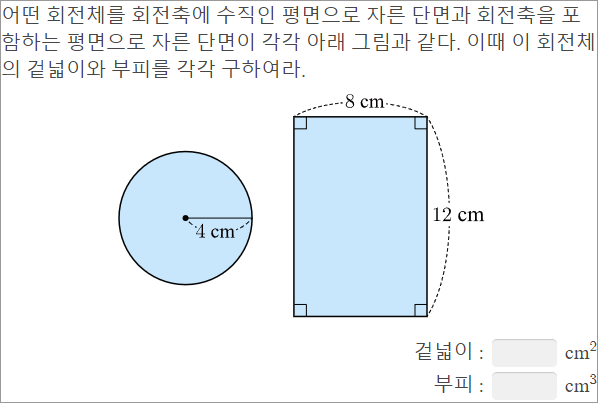 어떤 회전체를 회전축에 수직인 평면으로 자른 단면과 회전축을 포
함하는 평면으로 자른 단면이 각각 아래 그림과 같다. 이때 이 회전체
의 겉넓이와 부피를 각각 구하여라.
8 cm
4 cm
12 cm
겉넓이 : cm²
부피 : cm³